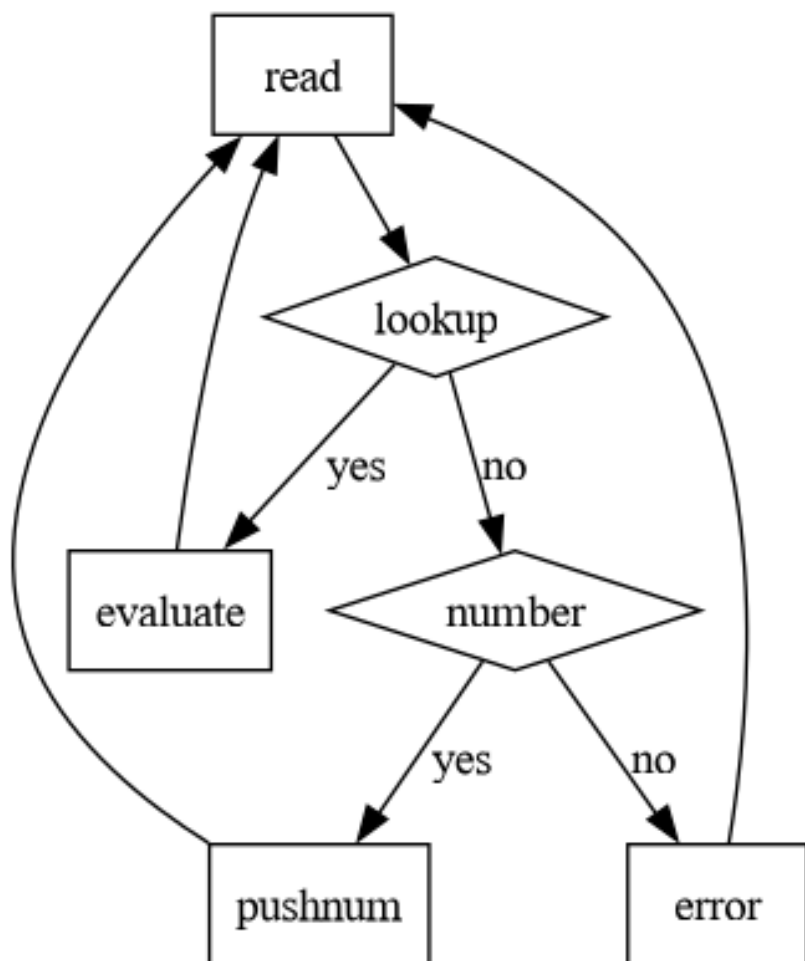 read
lookup
yes
no
evaluate
number
yes
no
pushnum
error